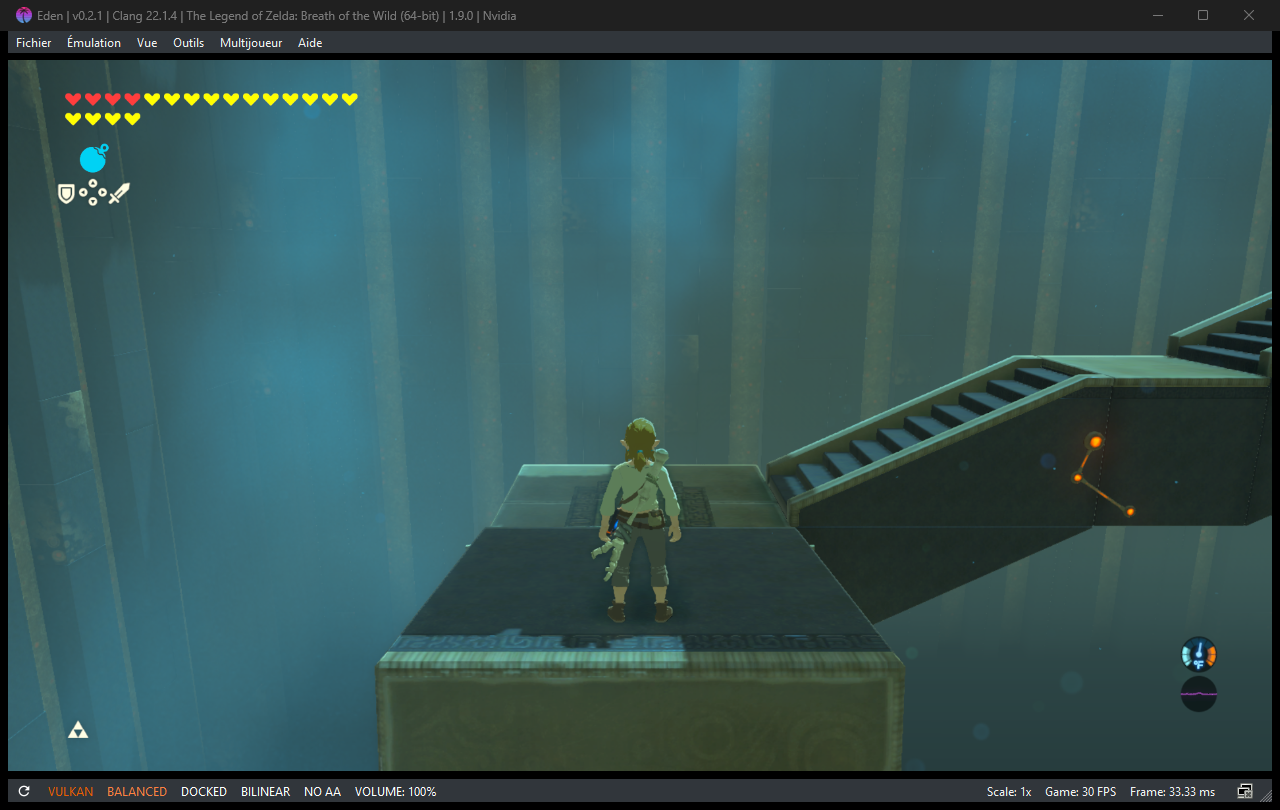 Eden | v0.2.1 | Clang 22.1.4 | The Legend of Zelda: Breath of the Wild (64-bit) | 1.9.0 | Nvidia
Fichier Émulation Vue Outils Multijoueur Aide
°F
VULKAN BALANCED DOCKED BILINEAR NO AA VOLUME: 100% Scale: 1x Game: 30 FPS Frame: 33.33 ms